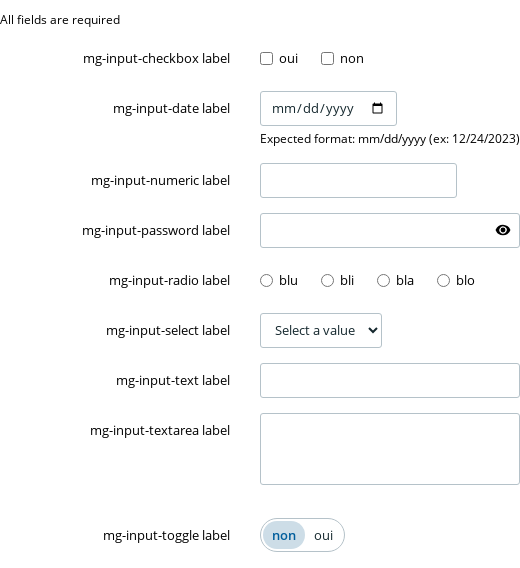 All fields are required
mg-input-checkbox label oui non
mg-input-date label mm/dd/yyyy
Expected format: mm/dd/yyyy (ex: 12/24/2023)
mg-input-numeric label
mg-input-password label
mg-input-radio label blu bli bla blo
mg-input-select label Select a value
mg-input-text label
mg-input-textarea label
mg-input-toggle label non oui